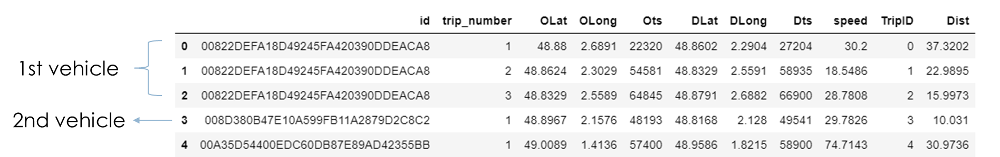 id trip_number OLat OLong Ots DLat DLong Dts speed TripID Dist
0 00822DEFA18D49245FA420390DDEACA8 1 48.88 2.6891 22320 48.8602 2.2904 27204 30.2 0 37.3202
1st vehicle 1 00822DEFA18D49245FA420390DDEACA8 2 48.8624 2.3029 54581 48.8329 2.5591 58935 18.5486 1 22.9895
2 00822DEFA18D49245FA420390DDEACA8 3 48.8329 2.5589 64845 48.8791 2.6882 66900 28.7808 2 15.9973
2nd vehicle 3 008D380B47E10A599FB11A2879D2C8C2 1 48.8967 2.1576 48193 48.8168 2.128 49541 29.7826 3 10.031
4 00A35D54400EDC60DB87E89AD42355BB 1 49.0089 1.4136 57400 48.9586 1.8215 58900 74.7143 4 30.9736